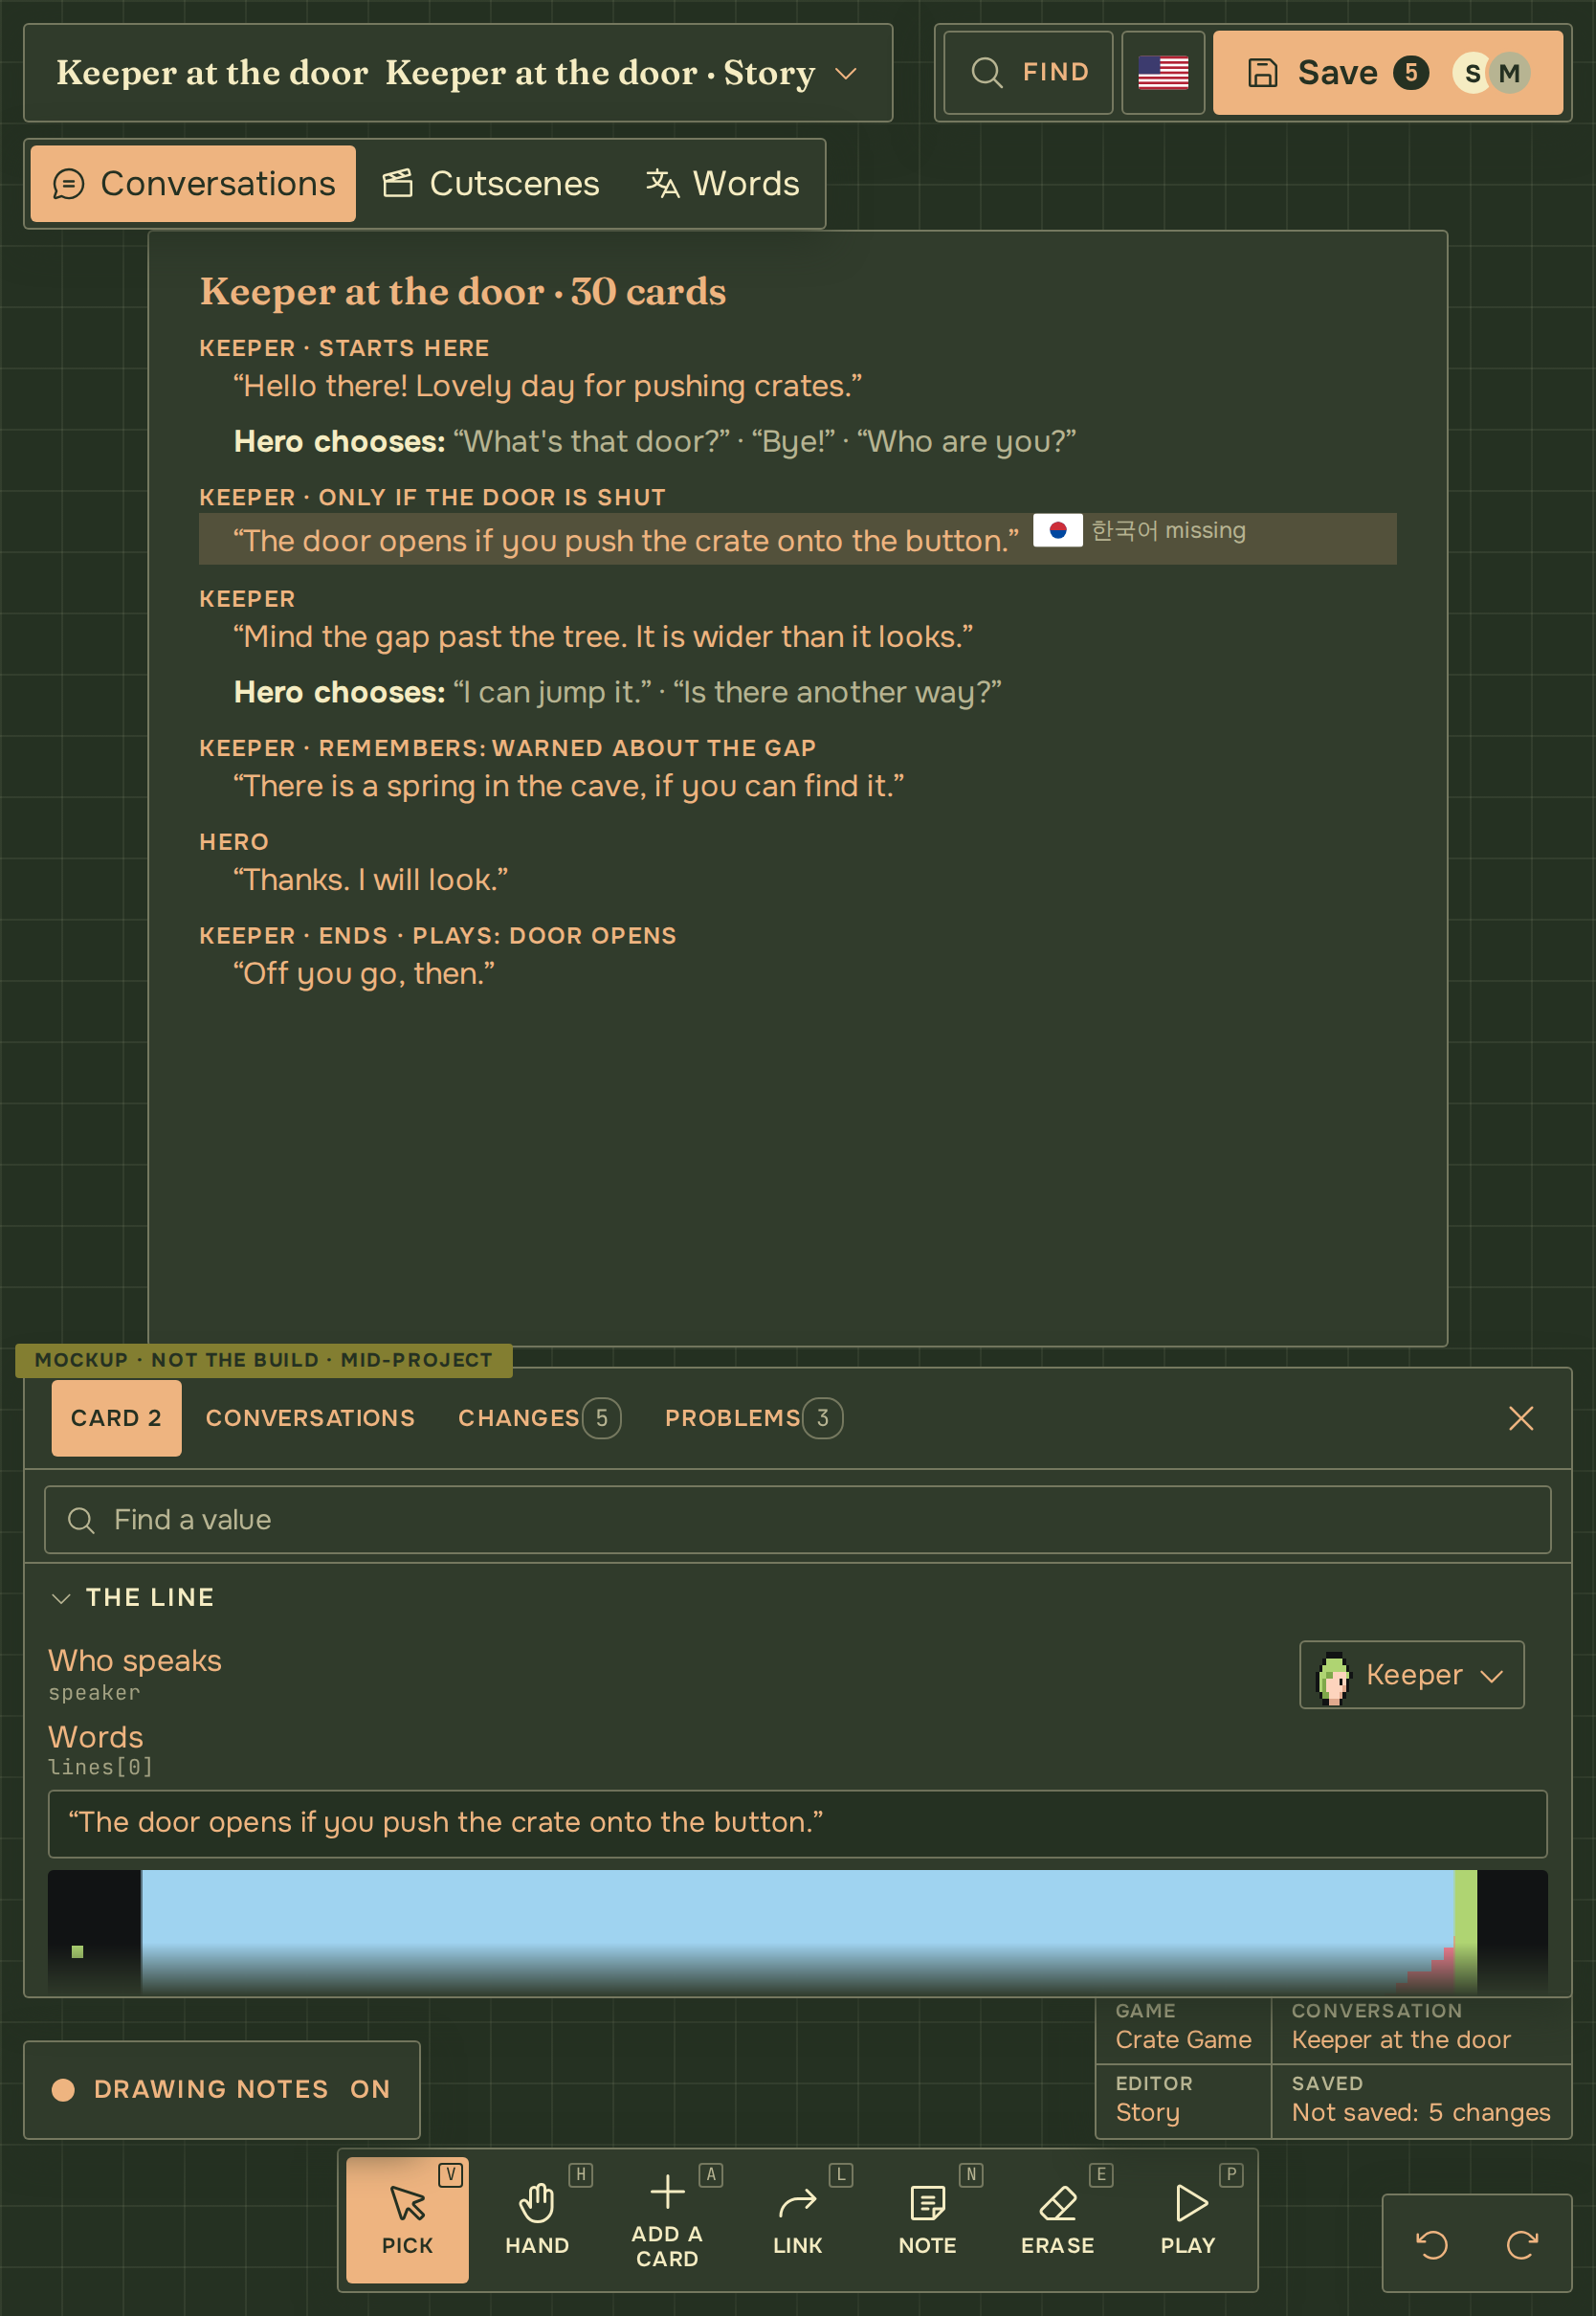 Keeper at the door Keeper at the door · Story
FIND
Save 5 S M
Conversations Cutscenes Words
Keeper at the door · 30 cards
KEEPER · STARTS HERE
“Hello there! Lovely day for pushing crates.”
Hero chooses: “What's that door?” · “Bye!” · “Who are you?”
KEEPER · ONLY IF THE DOOR IS SHUT
“The door opens if you push the crate onto the button.” 한국어 missing
KEEPER
“Mind the gap past the tree. It is wider than it looks.”
Hero chooses: “I can jump it.” · “Is there another way?”
KEEPER · REMEMBERS: WARNED ABOUT THE GAP
“There is a spring in the cave, if you can find it.”
HERO
“Thanks. I will look.”
KEEPER · ENDS · PLAYS: DOOR OPENS
“Off you go, then.”
MOCKUP · NOT THE BUILD · MID-PROJECT
CARD 2 CONVERSATIONS CHANGES 5 PROBLEMS 3
Find a value
THE LINE
Who speaks
speaker
Keeper
Words
lines[0]
“The door opens if you push the crate onto the button.”
GAME CONVERSATION
Crate Game Keeper at the door
EDITOR SAVED
Story Not saved: 5 changes
DRAWING NOTES ON
V H A L N E P
PICK HAND ADD A CARD LINK NOTE ERASE PLAY